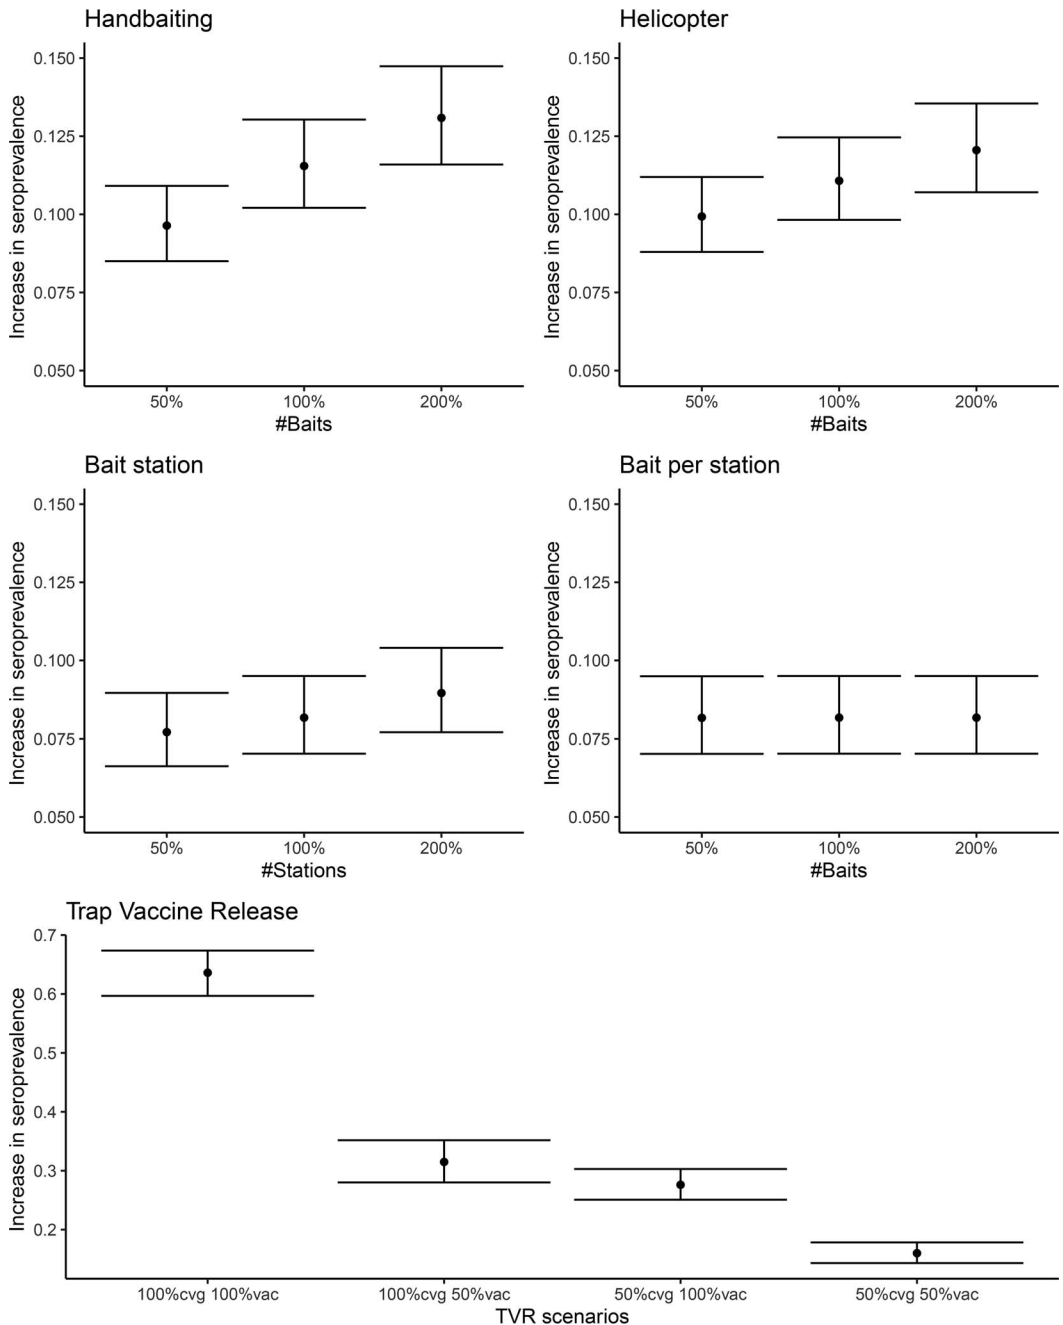 Handbaiting
Increase in seroprevalence
0.150
0.125
0.100
0.075
0.050
50% 100% 200%
#Baits
Helicopter
Increase in seroprevalence
0.150
0.125
0.100
0.075
0.050
50% 100% 200%
#Baits
Bait station
Increase in seroprevalence
0.150
0.125
0.100
0.075
0.050
50% 100% 200%
#Stations
Bait per station
Increase in seroprevalence
0.150
0.125
0.100
0.075
0.050
50% 100% 200%
#Baits
Trap Vaccine Release
Increase in seroprevalence
0.7
0.6
0.5
0.4
0.3
0.2
100%cvg 100%vac 100%cvg 50%vac 50%cvg 100%vac 50%cvg 50%vac
TVR scenarios